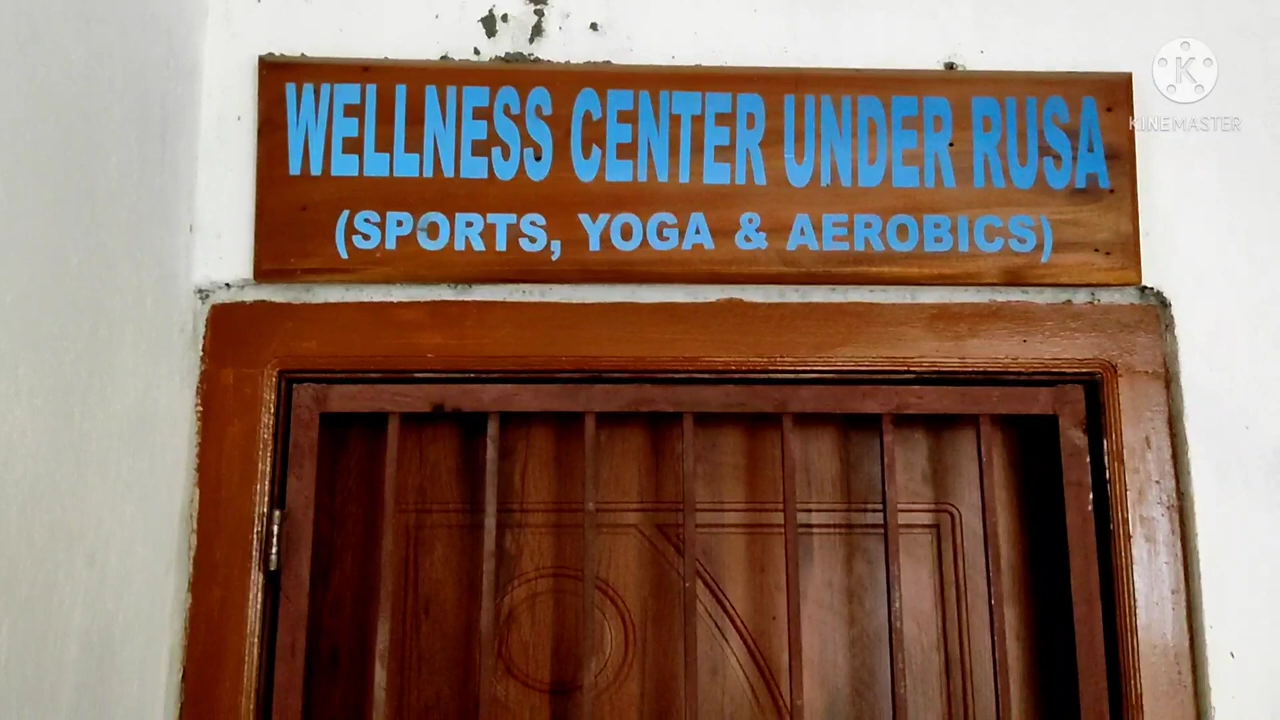 WELLNESS CENTER UNDER RUSA
(SPORTS, YOGA & AEROBICS)
K
KINEMASTER